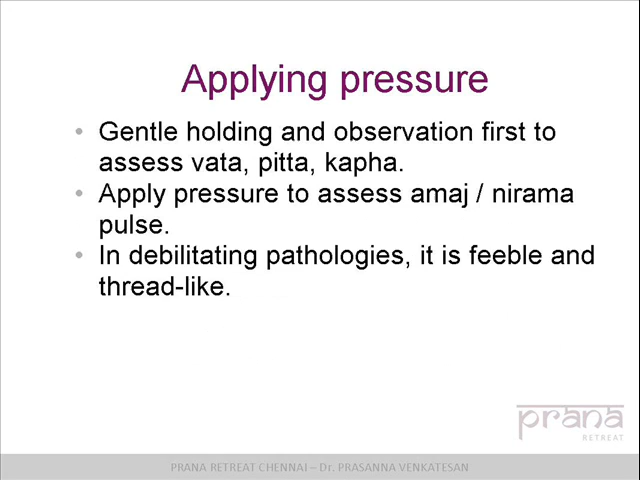 Applying pressure
• Gentle holding and observation first to
assess vata, pitta, kapha.
• Apply pressure to assess amaj / nirama
pulse.
• In debilitating pathologies, it is feeble and
thread-like.
prana
RETREAT
PRANA RETREAT CHENNAI – Dr. PRASANNA VENKATESAN